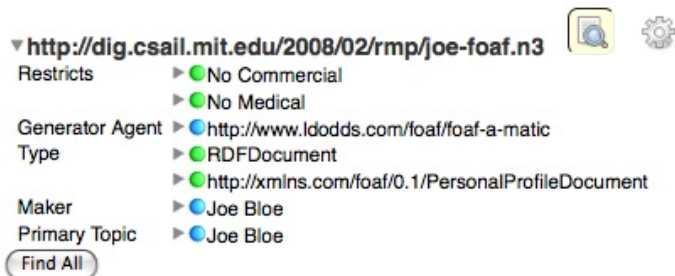 http://dig.csail.mit.edu/2008/02/rmp/joe-foaf.n3
Restricts No Commercial
No Medical
Generator Agent http://www.ldodds.com/foaf/foaf-a-matic
Type RDFDocument
http://xmlns.com/foaf/0.1/PersonalProfileDocument
Maker Joe Bloe
Primary Topic Joe Bloe
Find All